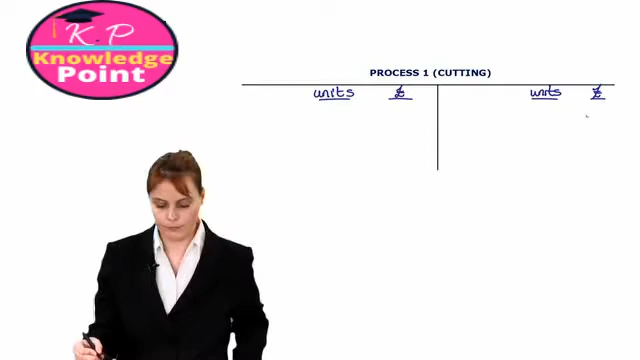 K.P
Knowledge
Point
PROCESS 1 (CUTTING)
units £ units £